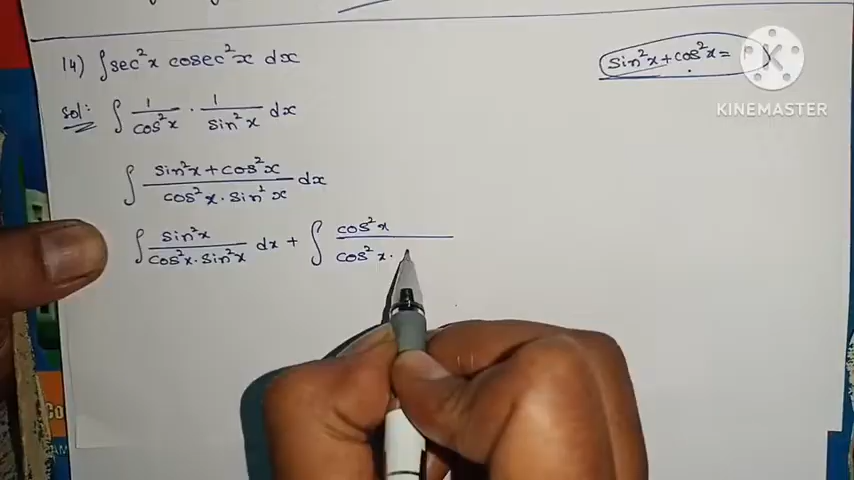 14) ∫sec²x cosec²x dx
sin²x+cos²x=
K
KINEMASTER
Sol: ∫ 1/cos²x · 1/sin²x dx
∫ sin²x+cos²x/cos²x·sin²x dx
∫ sin²x/cos²x·sin²x dx + ∫ cos²x/cos²x·